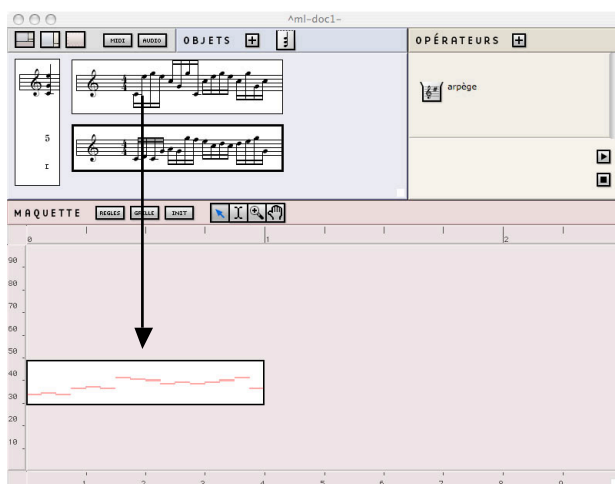 ^ml-doc1-
MIDI AUDIO OBJETS OPÉRATEURS
arpège
5
I
MAQUETTE REGLES GRILLE INIT
0 1 2
90
80
70
60
50
40
30
20
10
1 2 3 4 5 6 7 8 9